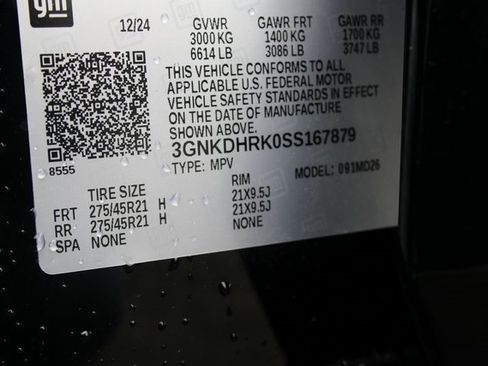 gm
12/24 GVWR GAWR FRT GAWR RR
3000 KG 1400 KG 1700 KG
6614 LB 3086 LB 3747 LB
THIS VEHICLE CONFORMS TO ALL
APPLICABLE U.S. FEDERAL MOTOR
VEHICLE SAFETY STANDARDS IN EFFECT
ON THE DATE OF MANUFACTURE
SHOWN ABOVE.
8555 3GNKDHRK0SS167879
TYPE: MPV MODEL: 091MD26
TIRE SIZE RIM
FRT 275/45R21 H 21X9.5J
RR 275/45R21 H 21X9.5J
SPA NONE NONE